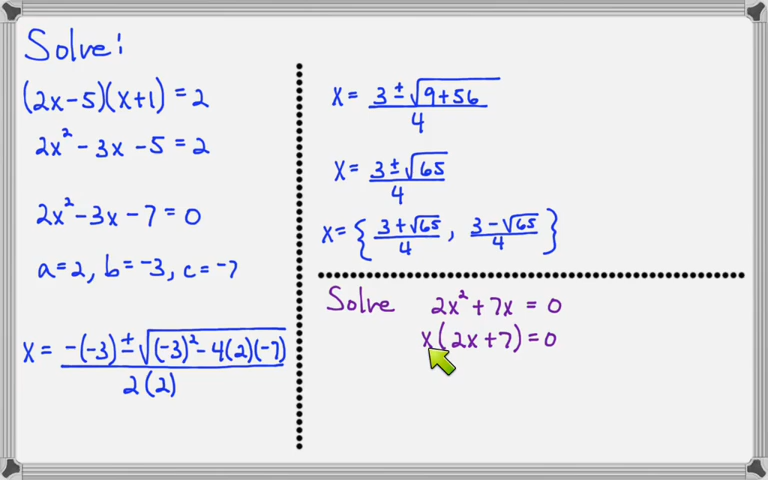 Solve:
(2x-5)(x+1) = 2
2x² - 3x - 5 = 2
2x² - 3x - 7 = 0
a=2, b=-3, c=-7
x = -(-3) ± √(-3)² - 4(2)(-7) / 2(2)
x = 3 ± √9+56 / 4
x = 3 ± √65 / 4
x = { 3+√65 / 4 , 3-√65 / 4 }
Solve 2x² + 7x = 0
x(2x+7) = 0